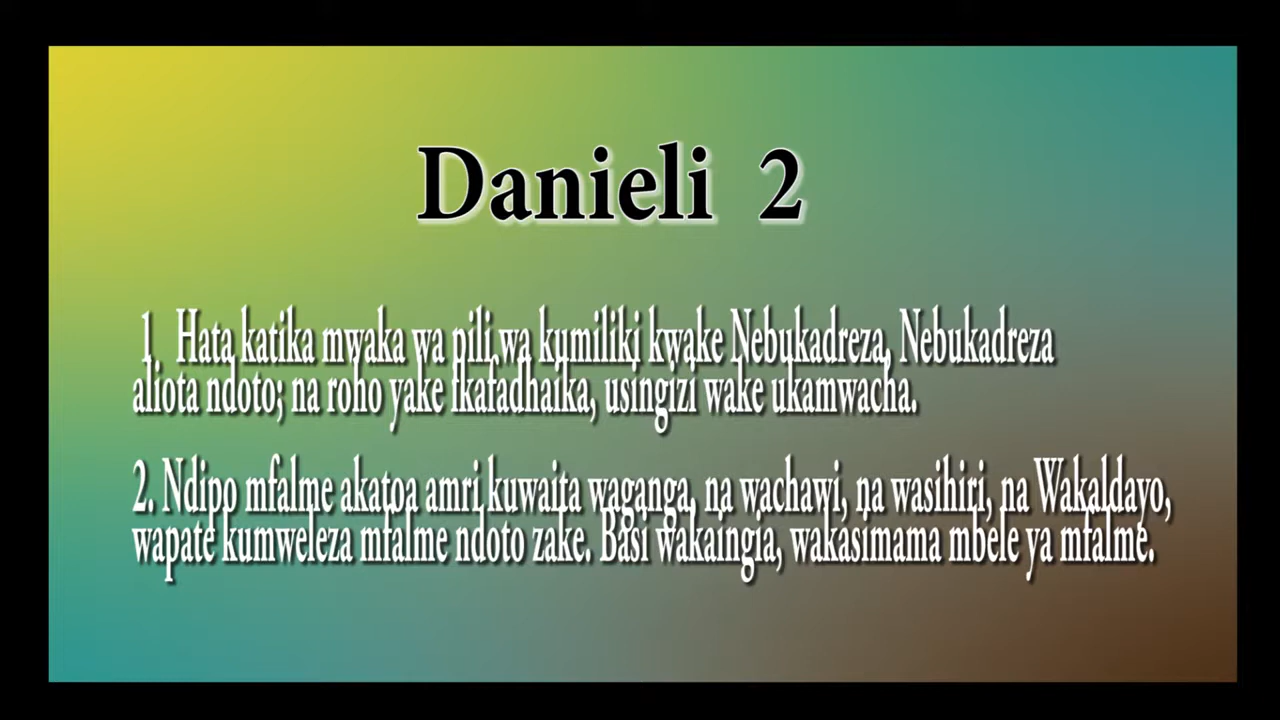 Danieli 2
1. Hata katika mwaka wa pili wa kumiliki kwake Nebukadreza, Nebukadreza
aliota ndoto; na roho yake fkafadhaika, usingizi wake ukamwacha.
2. Ndipo mfalme akatoa amri kuwaita waganga, na wachawi, na wasihiri, na Wakaldayo,
wapate kumweleza mfalme ndoto zake. Basi wakaingia, wakasimama mbele ya mfalme.